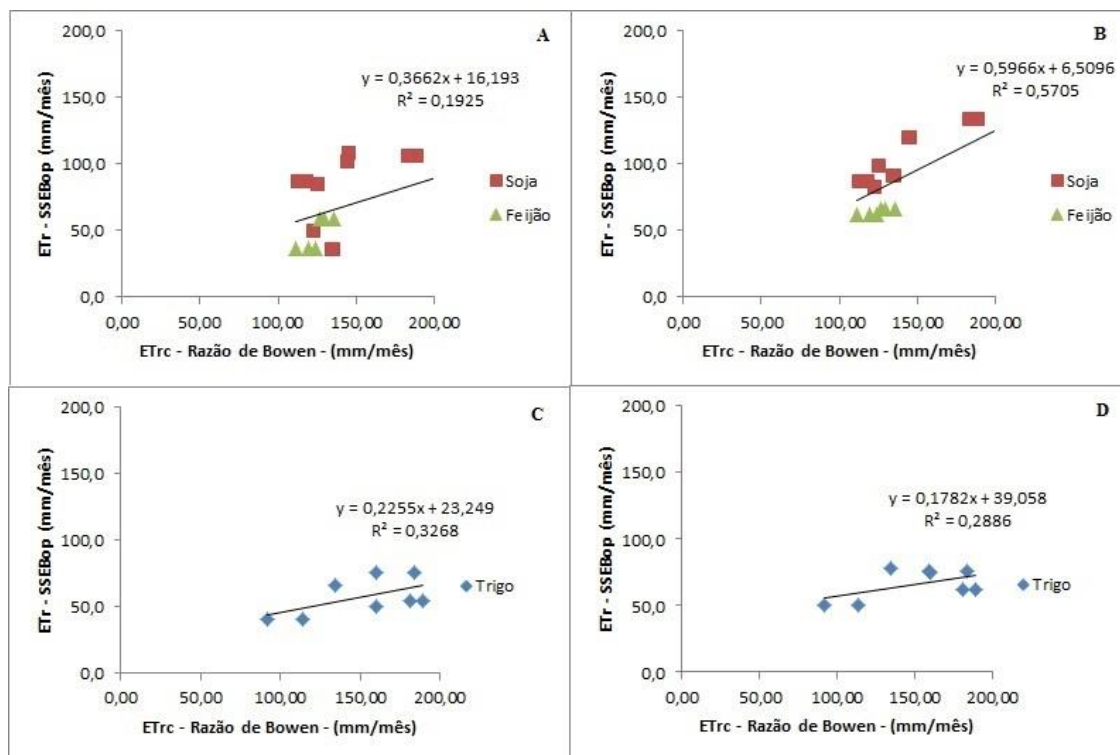 A
ETr - SSEBop (mm/mês)
200,0
150,0
100,0
50,0
0,0
y = 0,3662x + 16,193
R² = 0,1925
Soja
Feijão
0,00 50,00 100,00 150,00 200,00
ETrc - Razão de Bowen - (mm/mês)
B
ETr - SSEBop (mm/mês)
200,0
150,0
100,0
50,0
0,0
y = 0,5966x + 6,5096
R² = 0,5705
Soja
Feijão
0,00 50,00 100,00 150,00 200,00
ETrc - Razão de Bowen - (mm/mês)
C
ETr - SSEBop (mm/mês)
200,0
150,0
100,0
50,0
0,0
y = 0,2255x + 23,249
R² = 0,3268
Trigo
0,00 50,00 100,00 150,00 200,00
ETrc - Razão de Bowen - (mm/mês)
D
ETr - SSEBop (mm/mês)
200,0
150,0
100,0
50,0
0,0
y = 0,1782x + 39,058
R² = 0,2886
Trigo
0,00 50,00 100,00 150,00 200,00
ETrc - Razão de Bowen - (mm/mês)